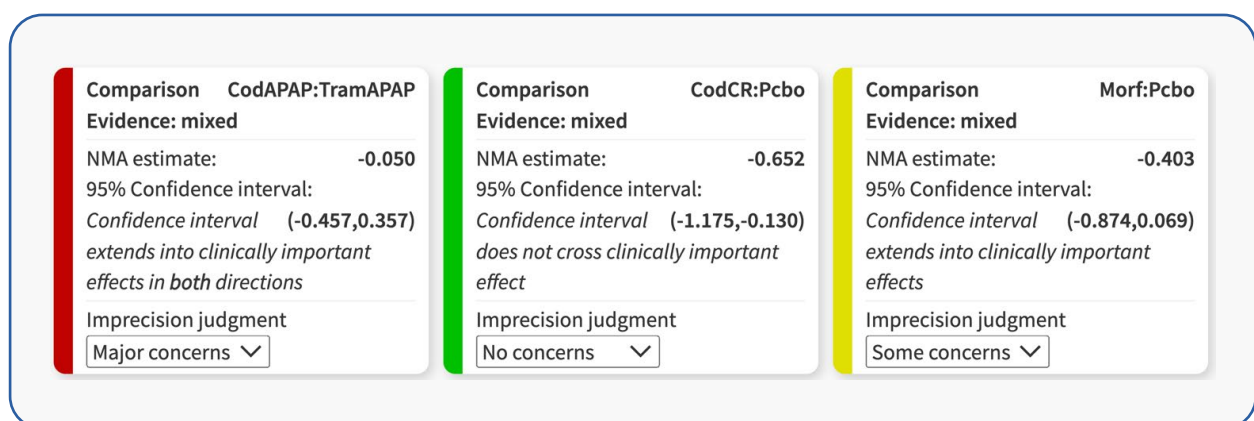 Comparison CodAPAP:TramAPAP
Evidence: mixed
NMA estimate: -0.050
95% Confidence interval:
Confidence interval (-0.457,0.357)
extends into clinically important
effects in both directions
Imprecision judgment
Major concerns
Comparison CodCR:Pcbo
Evidence: mixed
NMA estimate: -0.652
95% Confidence interval:
Confidence interval (-1.175,-0.130)
does not cross clinically important
effect
Imprecision judgment
No concerns
Comparison Morf:Pcbo
Evidence: mixed
NMA estimate: -0.403
95% Confidence interval:
Confidence interval (-0.874,0.069)
extends into clinically important
effects
Imprecision judgment
Some concerns